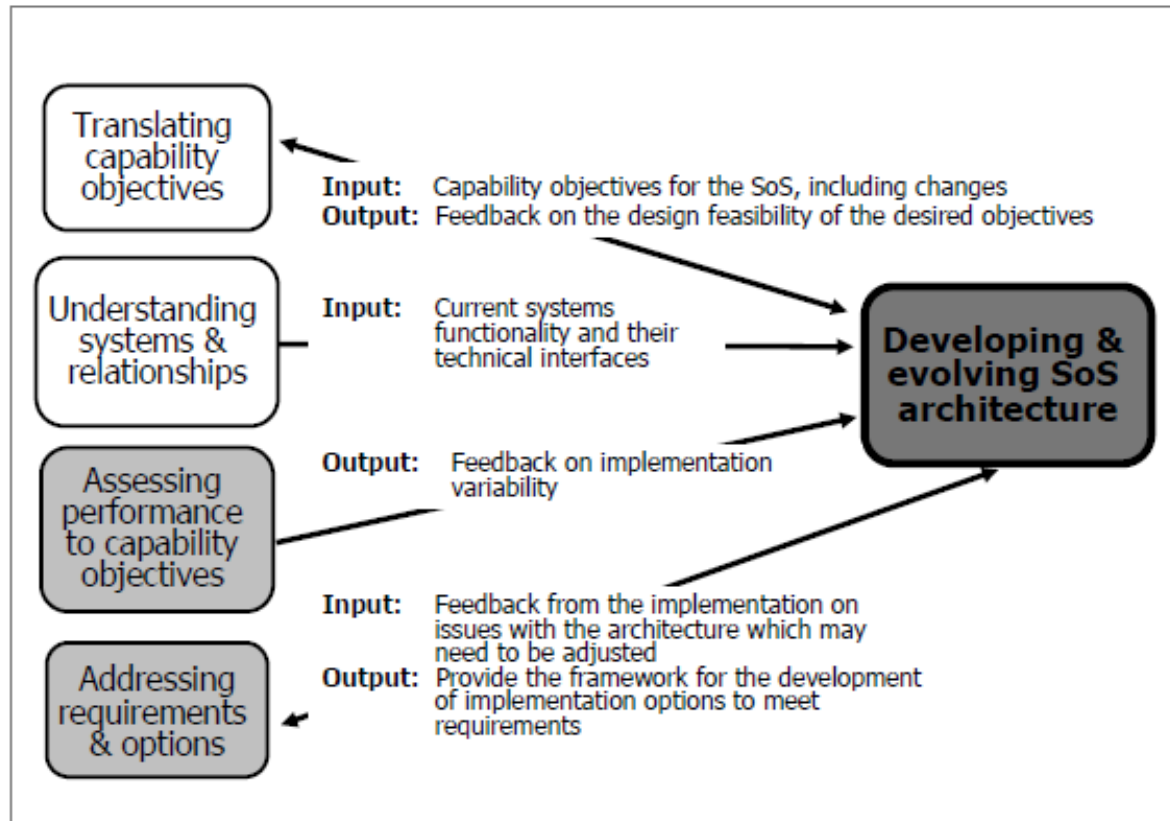 Translating
capability
objectives
Input: Capability objectives for the SoS, including changes
Output: Feedback on the design feasibility of the desired objectives
Understanding
systems &
relationships
Input: Current systems
functionality and their
technical interfaces
Developing &
evolving SoS
architecture
Assessing
performance
to capability
objectives
Output: Feedback on implementation
variability
Addressing
requirements
& options
Input: Feedback from the implementation on
issues with the architecture which may
need to be adjusted
Output: Provide the framework for the development
of implementation options to meet
requirements